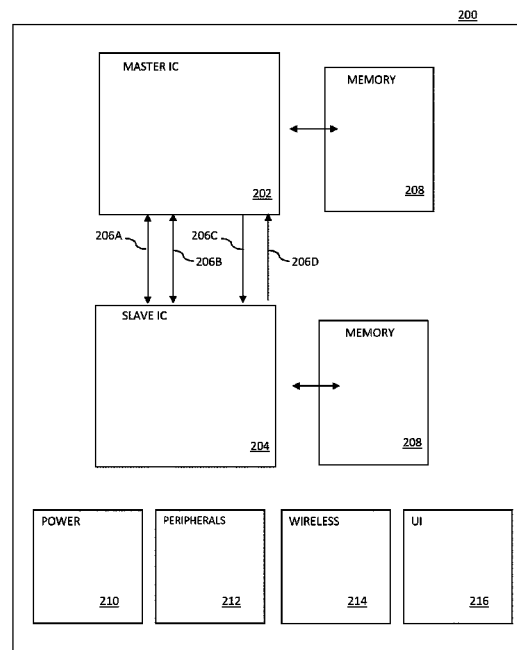 200
MASTER IC
202
MEMORY
208
206A
206B
206C
206D
SLAVE IC
204
MEMORY
208
POWER
210
PERIPHERALS
212
WIRELESS
214
UI
216